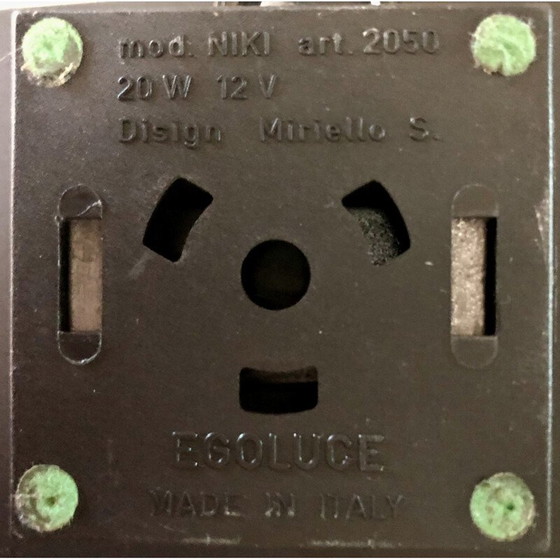 mod. NIKI art. 2050
20 W 12 V
Disign Miriello S.
EGOLUCE
MADE IN ITALY